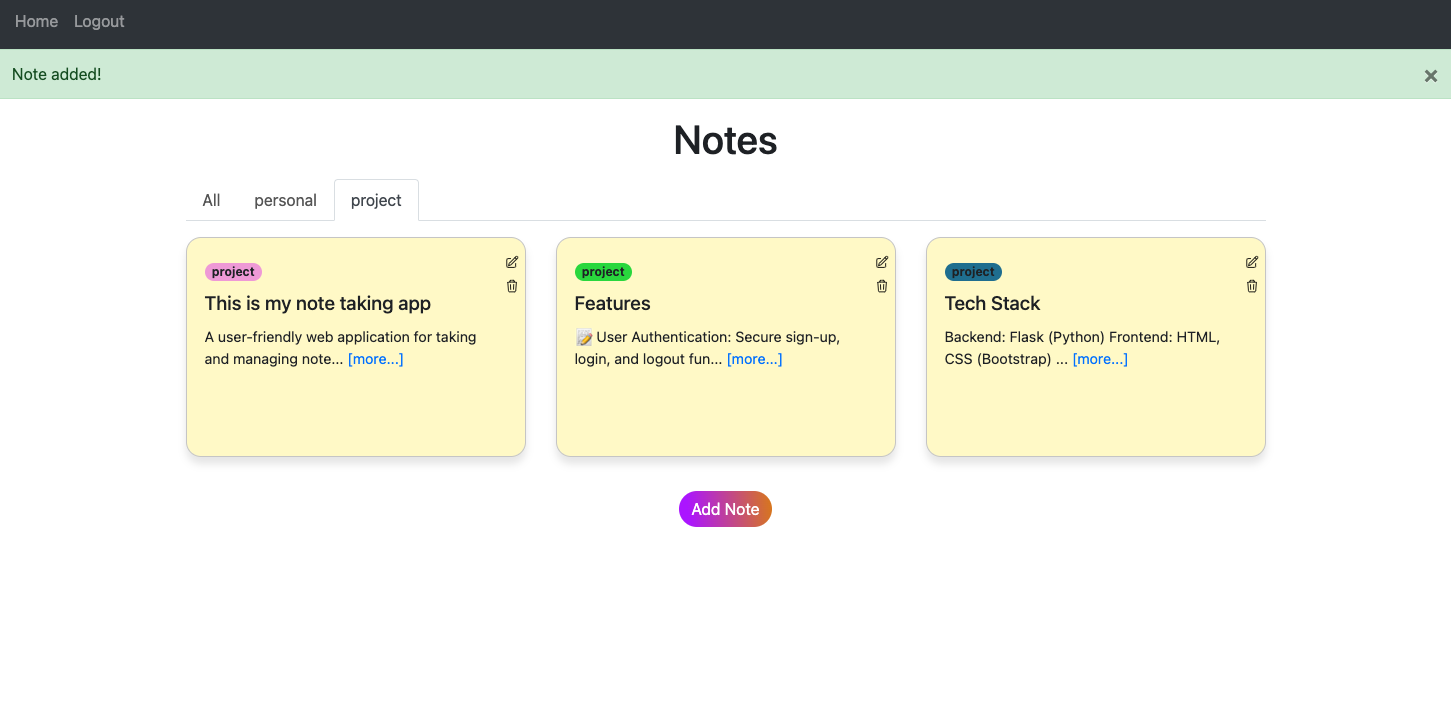 Home Logout
Note added!
×
Notes
All personal project
project
This is my note taking app
A user-friendly web application for taking
and managing note... [more...]
project
Features
📝 User Authentication: Secure sign-up,
login, and logout fun... [more...]
project
Tech Stack
Backend: Flask (Python) Frontend: HTML,
CSS (Bootstrap) ... [more...]
Add Note